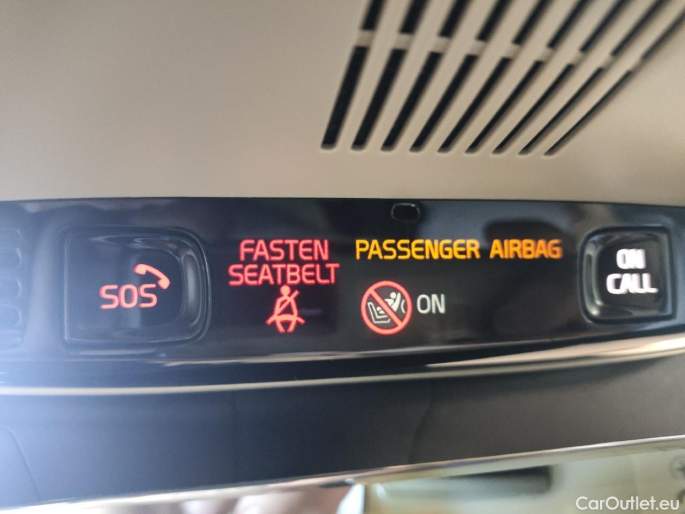 SOS
FASTEN
SEATBELT
PASSENGER AIRBAG
ON
ON
CALL
CarOutlet.eu